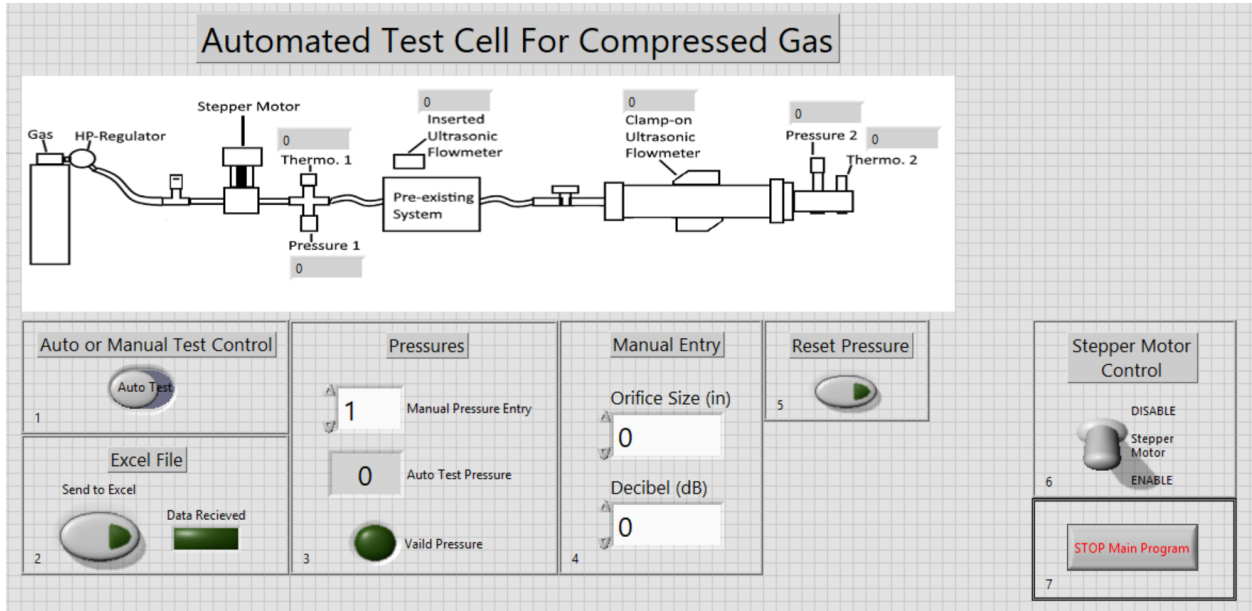 Automated Test Cell For Compressed Gas
Stepper Motor
0
Inserted
Ultrasonic
Flowmeter
0
Clamp-on
Ultrasonic
Flowmeter
0
Pressure 2
0
Thermo. 2
Gas
HP-Regulator
0
Thermo. 1
Pre-existing
System
Pressure 1
0
Auto or Manual Test Control
Auto Test
1
Excel File
Send to Excel
Data Recieved
2
Pressures
1
Manual Pressure Entry
0
Auto Test Pressure
Vaild Pressure
3
Manual Entry
Orifice Size (in)
0
Decibel (dB)
0
4
Reset Pressure
5
Stepper Motor
Control
DISABLE
Stepper
Motor
ENABLE
6
STOP Main Program
7